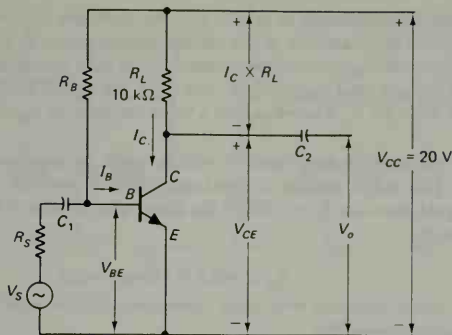 +
+
R_B
R_L
10 kΩ
I_C × R_L
I_C
−
+
C_2
V_CC = 20 V
I_B
C
B
C_1
E
R_S
V_BE
V_CE
V_o
V_S
−
−